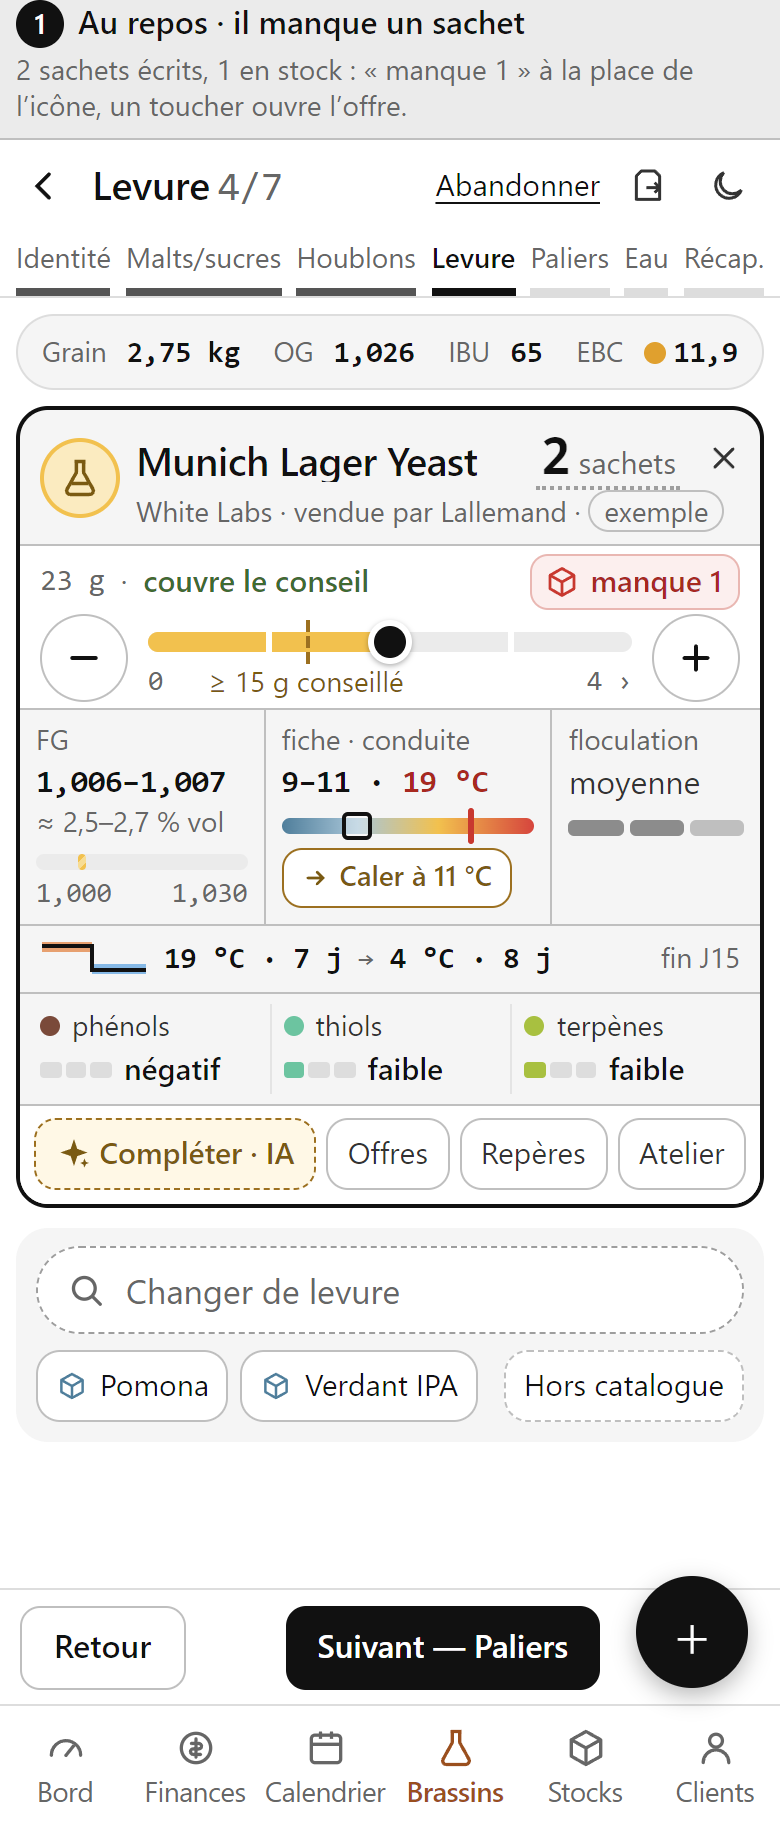 1 Au repos · il manque un sachet
2 sachets écrits, 1 en stock : « manque 1 » à la place de
l’icône, un toucher ouvre l’offre.
Levure 4/7 Abandonner
Identité Malts/sucres Houblons Levure Paliers Eau Récap.
Grain 2,75 kg OG 1,026 IBU 65 EBC 11,9
Munich Lager Yeast 2 sachets
White Labs · vendue par Lallemand · exemple
23 g · couvre le conseil manque 1
0 ≥ 15 g conseillé 4 ›
FG fiche · conduite floculation
1,006–1,007 9–11 · 19 °C moyenne
≈ 2,5–2,7 % vol
1,000 1,030 → Caler à 11 °C
19 °C · 7 j → 4 °C · 8 j fin J15
phénols thiols terpènes
négatif faible faible
Compléter · IA Offres Repères Atelier
Changer de levure
Pomona Verdant IPA Hors catalogue
Retour Suivant — Paliers +
Bord Finances Calendrier Brassins Stocks Clients